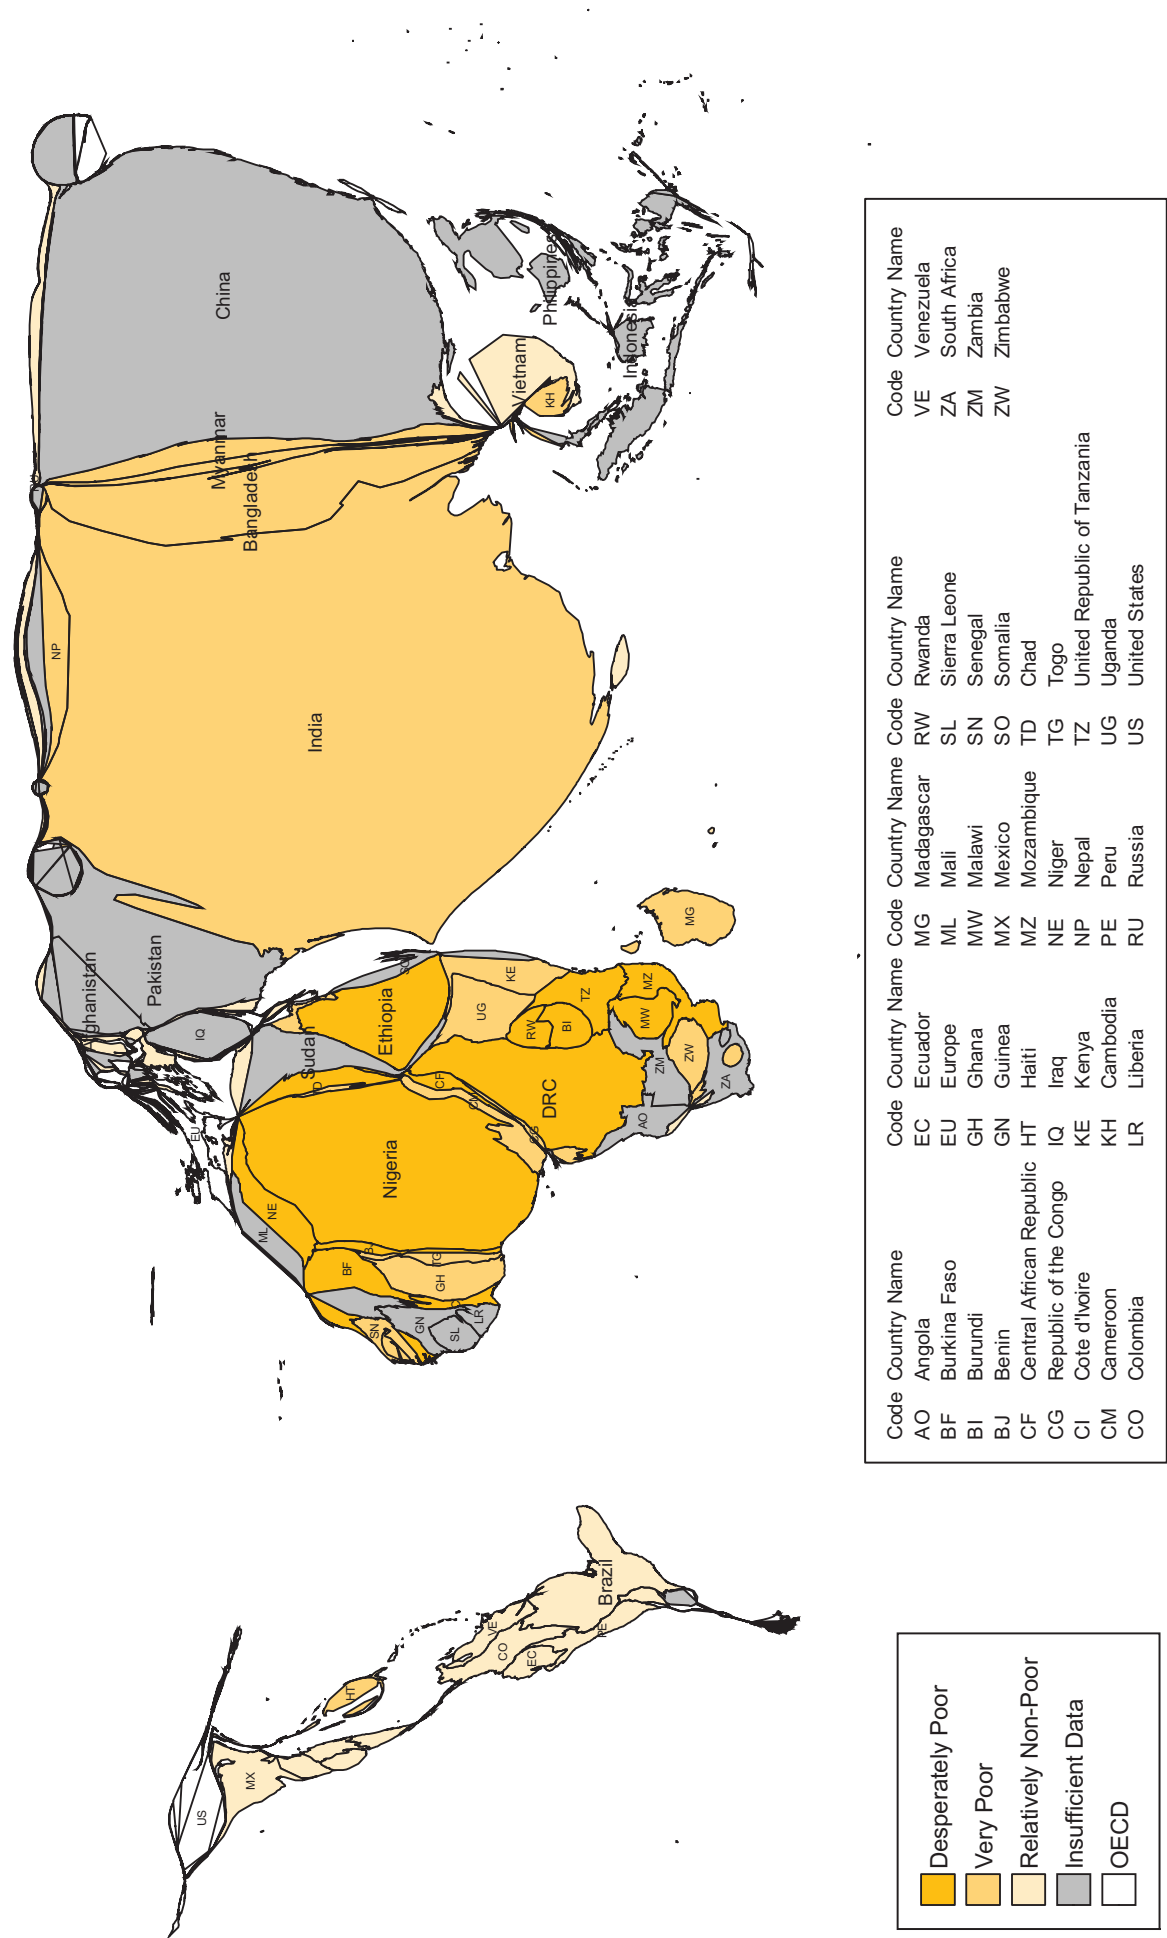 US
MX
HT
VE
CO
EC
PE
Brazil
EU
ML
NE
BF
SN
GN
SL
LR
GH
TG
BJ
Nigeria
Sudan
Ethiopia
SO
CF
CM
CG
DRC
UG
KE
RW
BI
TZ
MZ
MW
ZM
AO
ZW
ZA
MG
IQ
Pakistan
NP
India
Bangladesh
Myanmar
China
Vietnam
KH
Philippines
Indonesia
Desperately Poor
Very Poor
Relatively Non-Poor
Insufficient Data
OECD
Code Country Name Code Country Name Code Country Name Code Country Name Code Country Name
AO Angola EC Ecuador MG Madagascar RW Rwanda VE Venezuela
BF Burkina Faso EU Europe ML Mali SL Sierra Leone ZA South Africa
BI Burundi GH Ghana MW Malawi SN Senegal ZM Zambia
BJ Benin GN Guinea MX Mexico SO Somalia ZW Zimbabwe
CF Central African Republic HT Haiti MZ Mozambique TD Chad
CG Republic of the Congo IQ Iraq NE Niger TG Togo
CI Cote d'Ivoire KE Kenya NP Nepal TZ United Republic of Tanzania
CM Cameroon KH Cambodia PE Peru UG Uganda
CO Colombia LR Liberia RU Russia US United States